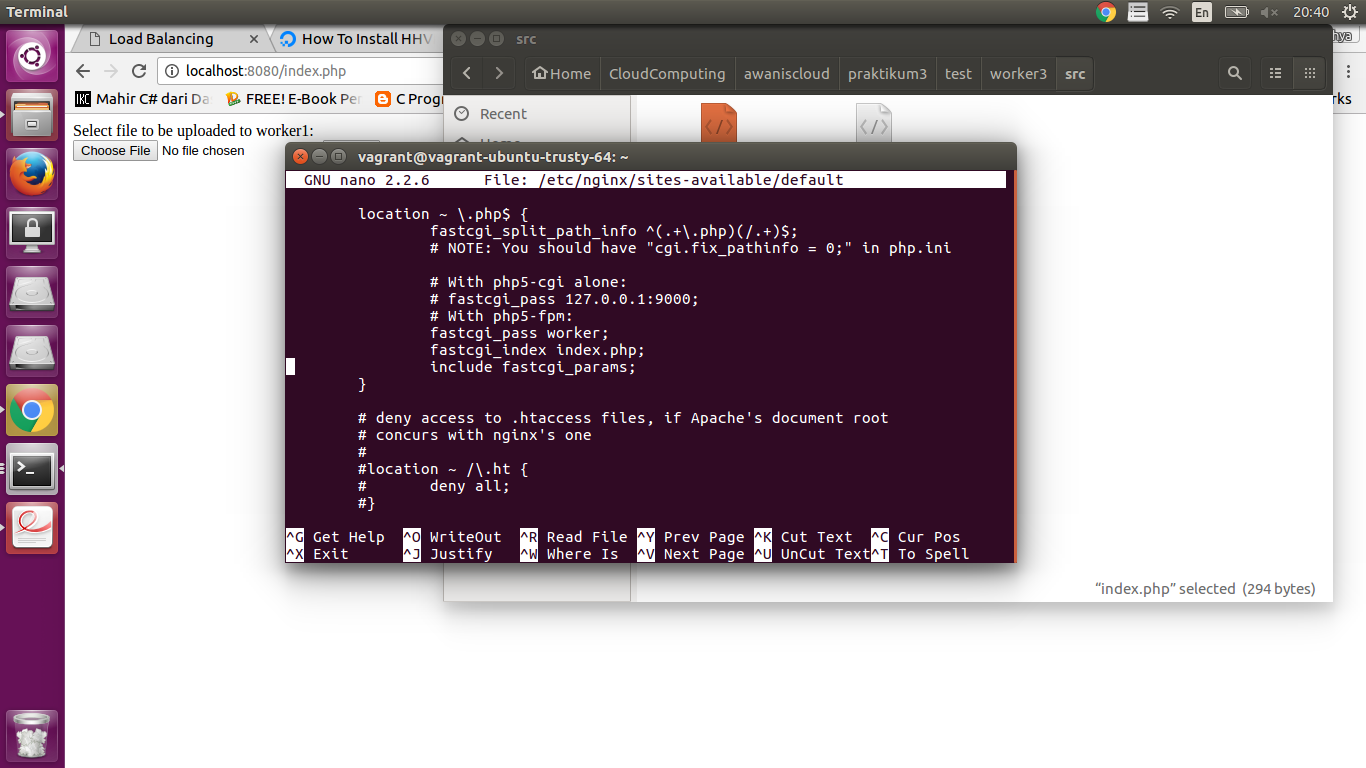 Terminal
En
20:40
Load Balancing
How To Install HHV
src
localhost:8080/index.php
Home
CloudComputing
awaniscloud
praktikum3
test
worker3
src
Mahir C# dari Da
FREE! E-Book Per
C Prog
rks
Recent
Select file to be uploaded to worker1:
Choose File No file chosen
vagrant@vagrant-ubuntu-trusty-64: ~
GNU nano 2.2.6 File: /etc/nginx/sites-available/default
location ~ \.php$ {
fastcgi_split_path_info ^(.+\.php)(/.+)$;
# NOTE: You should have "cgi.fix_pathinfo = 0;" in php.ini
# With php5-cgi alone:
# fastcgi_pass 127.0.0.1:9000;
# With php5-fpm:
fastcgi_pass worker;
fastcgi_index index.php;
include fastcgi_params;
}
# deny access to .htaccess files, if Apache's document root
# concurs with nginx's one
#
#location ~ /\.ht {
# deny all;
#}
^G Get Help ^O WriteOut ^R Read File ^Y Prev Page ^K Cut Text ^C Cur Pos
^X Exit ^J Justify ^W Where Is ^V Next Page ^U UnCut Text ^T To Spell
“index.php” selected (294 bytes)